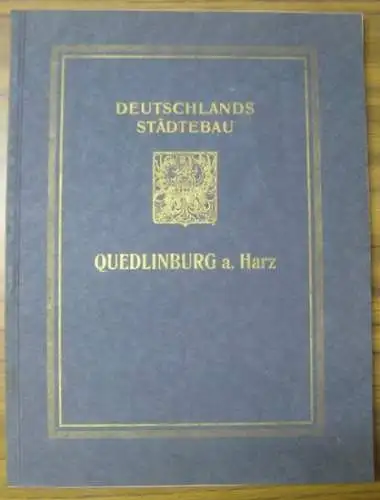 DEUTSCHLANDS
STÄDTEBAU
QUEDLINBURG a. Harz